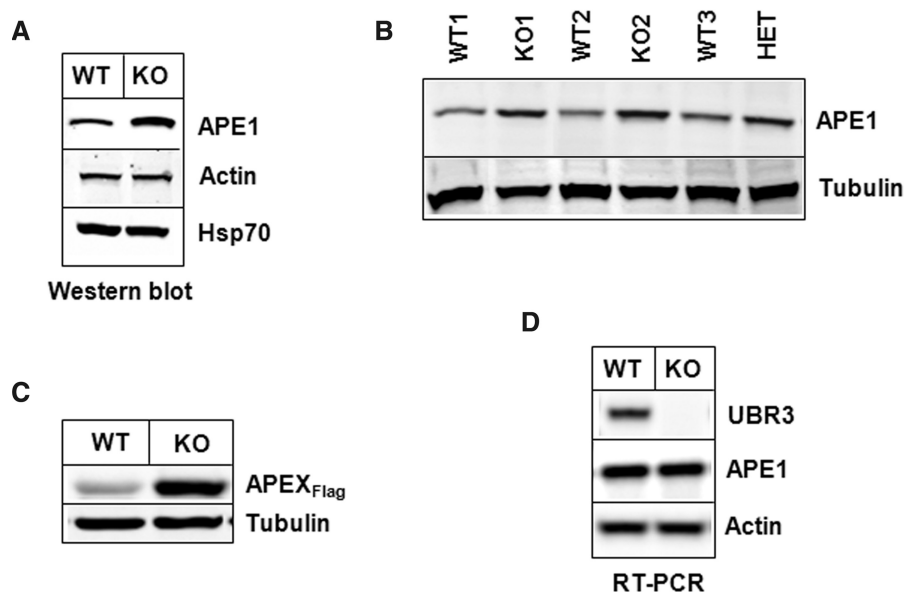 A
WT KO
APE1
Actin
Hsp70
Western blot
B
WT1 KO1 WT2 KO2 WT3 HET
APE1
Tubulin
C
WT KO
APEXFlag
Tubulin
D
WT KO
UBR3
APE1
Actin
RT-PCR